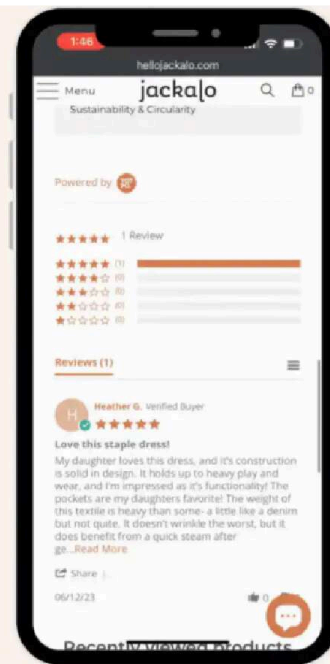 1:46
hellojackalo.com
Menu
jackalo
0
Sustainability & Circularity
Powered by
1 Review
(1)
(0)
(0)
(0)
(0)
Reviews (1)
H
Heather G. Verified Buyer
Love this staple dress!
My daughter loves this dress, and it's construction
is solid in design. It holds up to heavy play and
wear, and I'm impressed as it's functionality! The
pockets are my daughters favorite! The weight of
this textile is heavy than some- a little like a denim
but not quite. It doesn't wrinkle the worst, but it
does benefit from a quick steam after
ge...Read More
Share
06/12/23
0
Recently viewed products